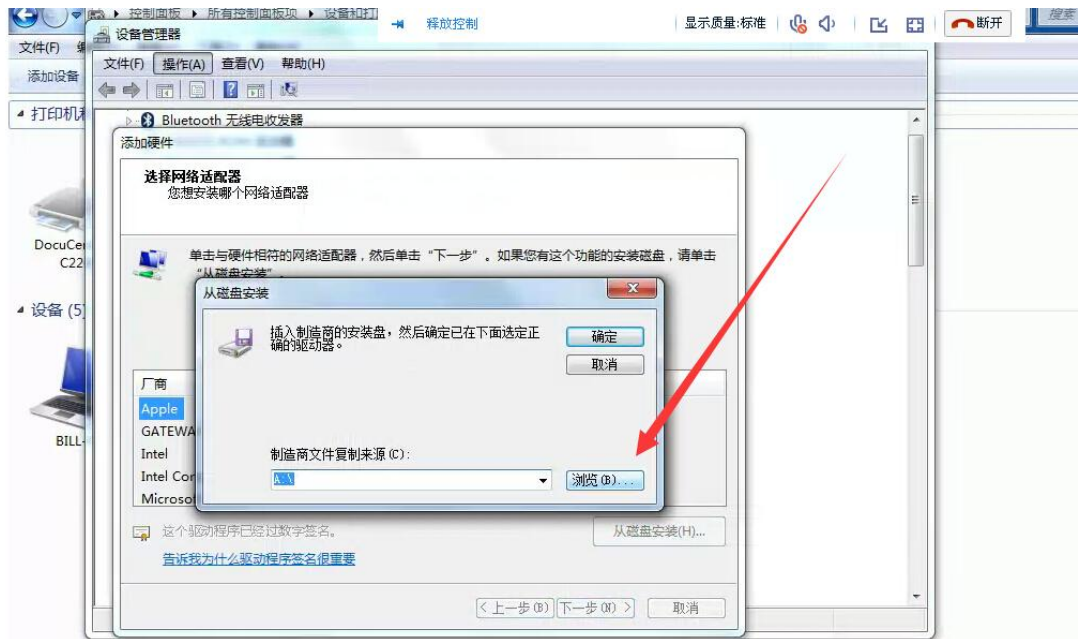 控制面板 ▸ 所有控制面板项 ▸ 设备和打
释放控制
显示质量:标准
断开
搜索
文件(F)
添加设备
打印机
DocuCe
C22
设备 (5)
BILL-
设备管理器
文件(F) 操作(A) 查看(V) 帮助(H)
Bluetooth 无线电收发器
添加硬件
选择网络适配器
您想安装哪个网络适配器
单击与硬件相符的网络适配器，然后单击“下一步”。如果您有这个功能的安装磁盘，请单击
“从磁盘安装”。
从磁盘安装
插入制造商的安装盘，然后确定已在下面选定正
确的驱动器。
确定
取消
制造商文件复制来源(C):
A:\
浏览(B)...
厂商
Apple
GATEWA
Intel
Intel Cor
Microsof
这个驱动程序已经过数字签名。
从磁盘安装(H)...
告诉我为什么驱动程序签名很重要
< 上一步(B) 下一步(N) > 取消